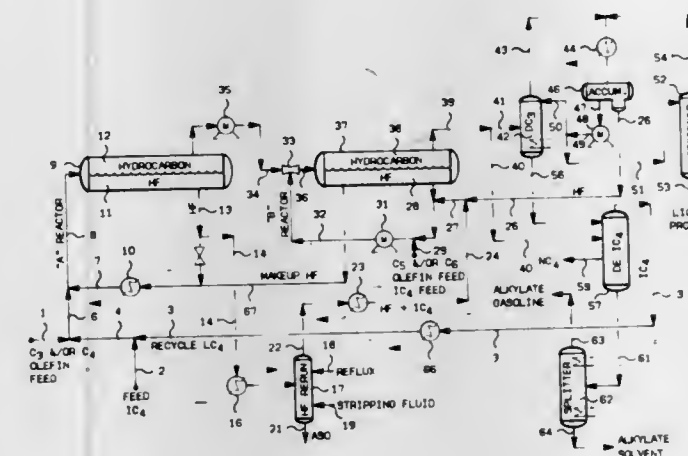 43
44
54
35
46
ACCUM.
52
12
33
37
38
39
41
50
47
48
26
9
HYDROCARBON
HYDROCARBON
42
DC3
49
HF
HF
40
56
51
53
11
13
34
36
28
HF
"A" REACTOR
8
"B" REACTOR
32
31
27
26
10
14
29
24
40
DE IC4
IC4
7
MAKEUP HF
23
C5 &/OR C6
OLEFIN FEED
IC4 FEED
NC4
59
57
1
6
4
14
67
HF + IC4
ALKYLATE
GASOLINE
3
3
RECYCLE LC4
22
66
63
61
C3 &/OR C4
OLEFIN
FEED
2
FEED
IC4
18
REFLUX
17
HF RERUN
SPLITTER
62
16
STRIPPING FLUID
19
21
ASO
64
ALKYLATE
SOLVENT